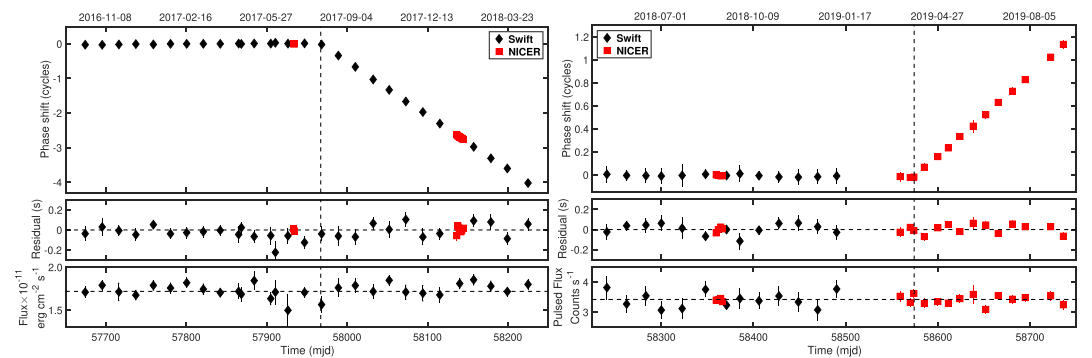 2016-11-08 2017-02-16 2017-05-27 2017-09-04 2017-12-13 2018-03-23
Phase shift (cycles)
0
-1
-2
-3
-4
Swift
NICER
Residual (s)
0.2
0
-0.2
Flux×10⁻¹¹
erg cm⁻² s⁻¹
2.0
1.5
57700 57800 57900 58000 58100 58200
Time (mjd)
2018-07-01 2018-10-09 2019-01-17 2019-04-27 2019-08-05
Phase shift (cycles)
1.2
1
0.8
0.6
0.4
0.2
0
Swift
NICER
Residual (s)
0.2
0
-0.2
Pulsed Flux
Counts s⁻¹
4
3
58300 58400 58500 58600 58700
Time (mjd)